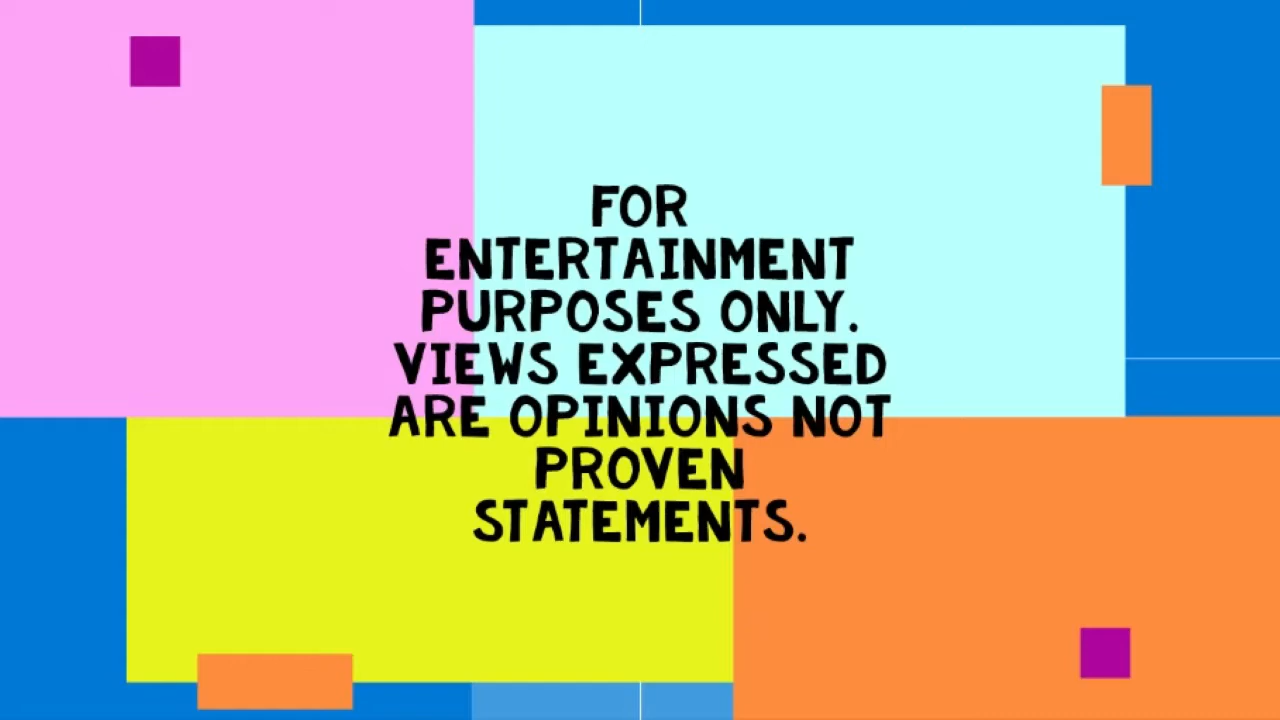 FOR
ENTERTAINMENT
PURPOSES ONLY.
VIEWS EXPRESSED
ARE OPINIONS NOT
PROVEN
STATEMENTS.